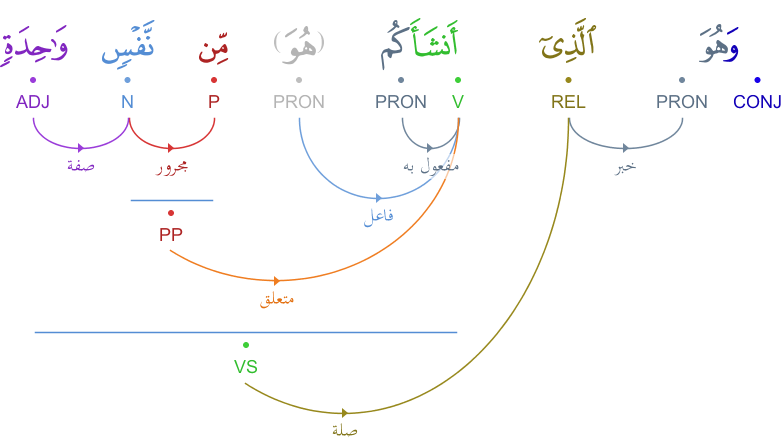 وَهُوَ ٱلَّذِىٓ أَنشَأَكُم (هُوَ) مِّن نَّفْسٍ وَٰحِدَةٍ
CONJ PRON REL V PRON PRON P N ADJ
خبر مفعول به مجرور صفة
فاعل
PP
متعلق
VS
صلة